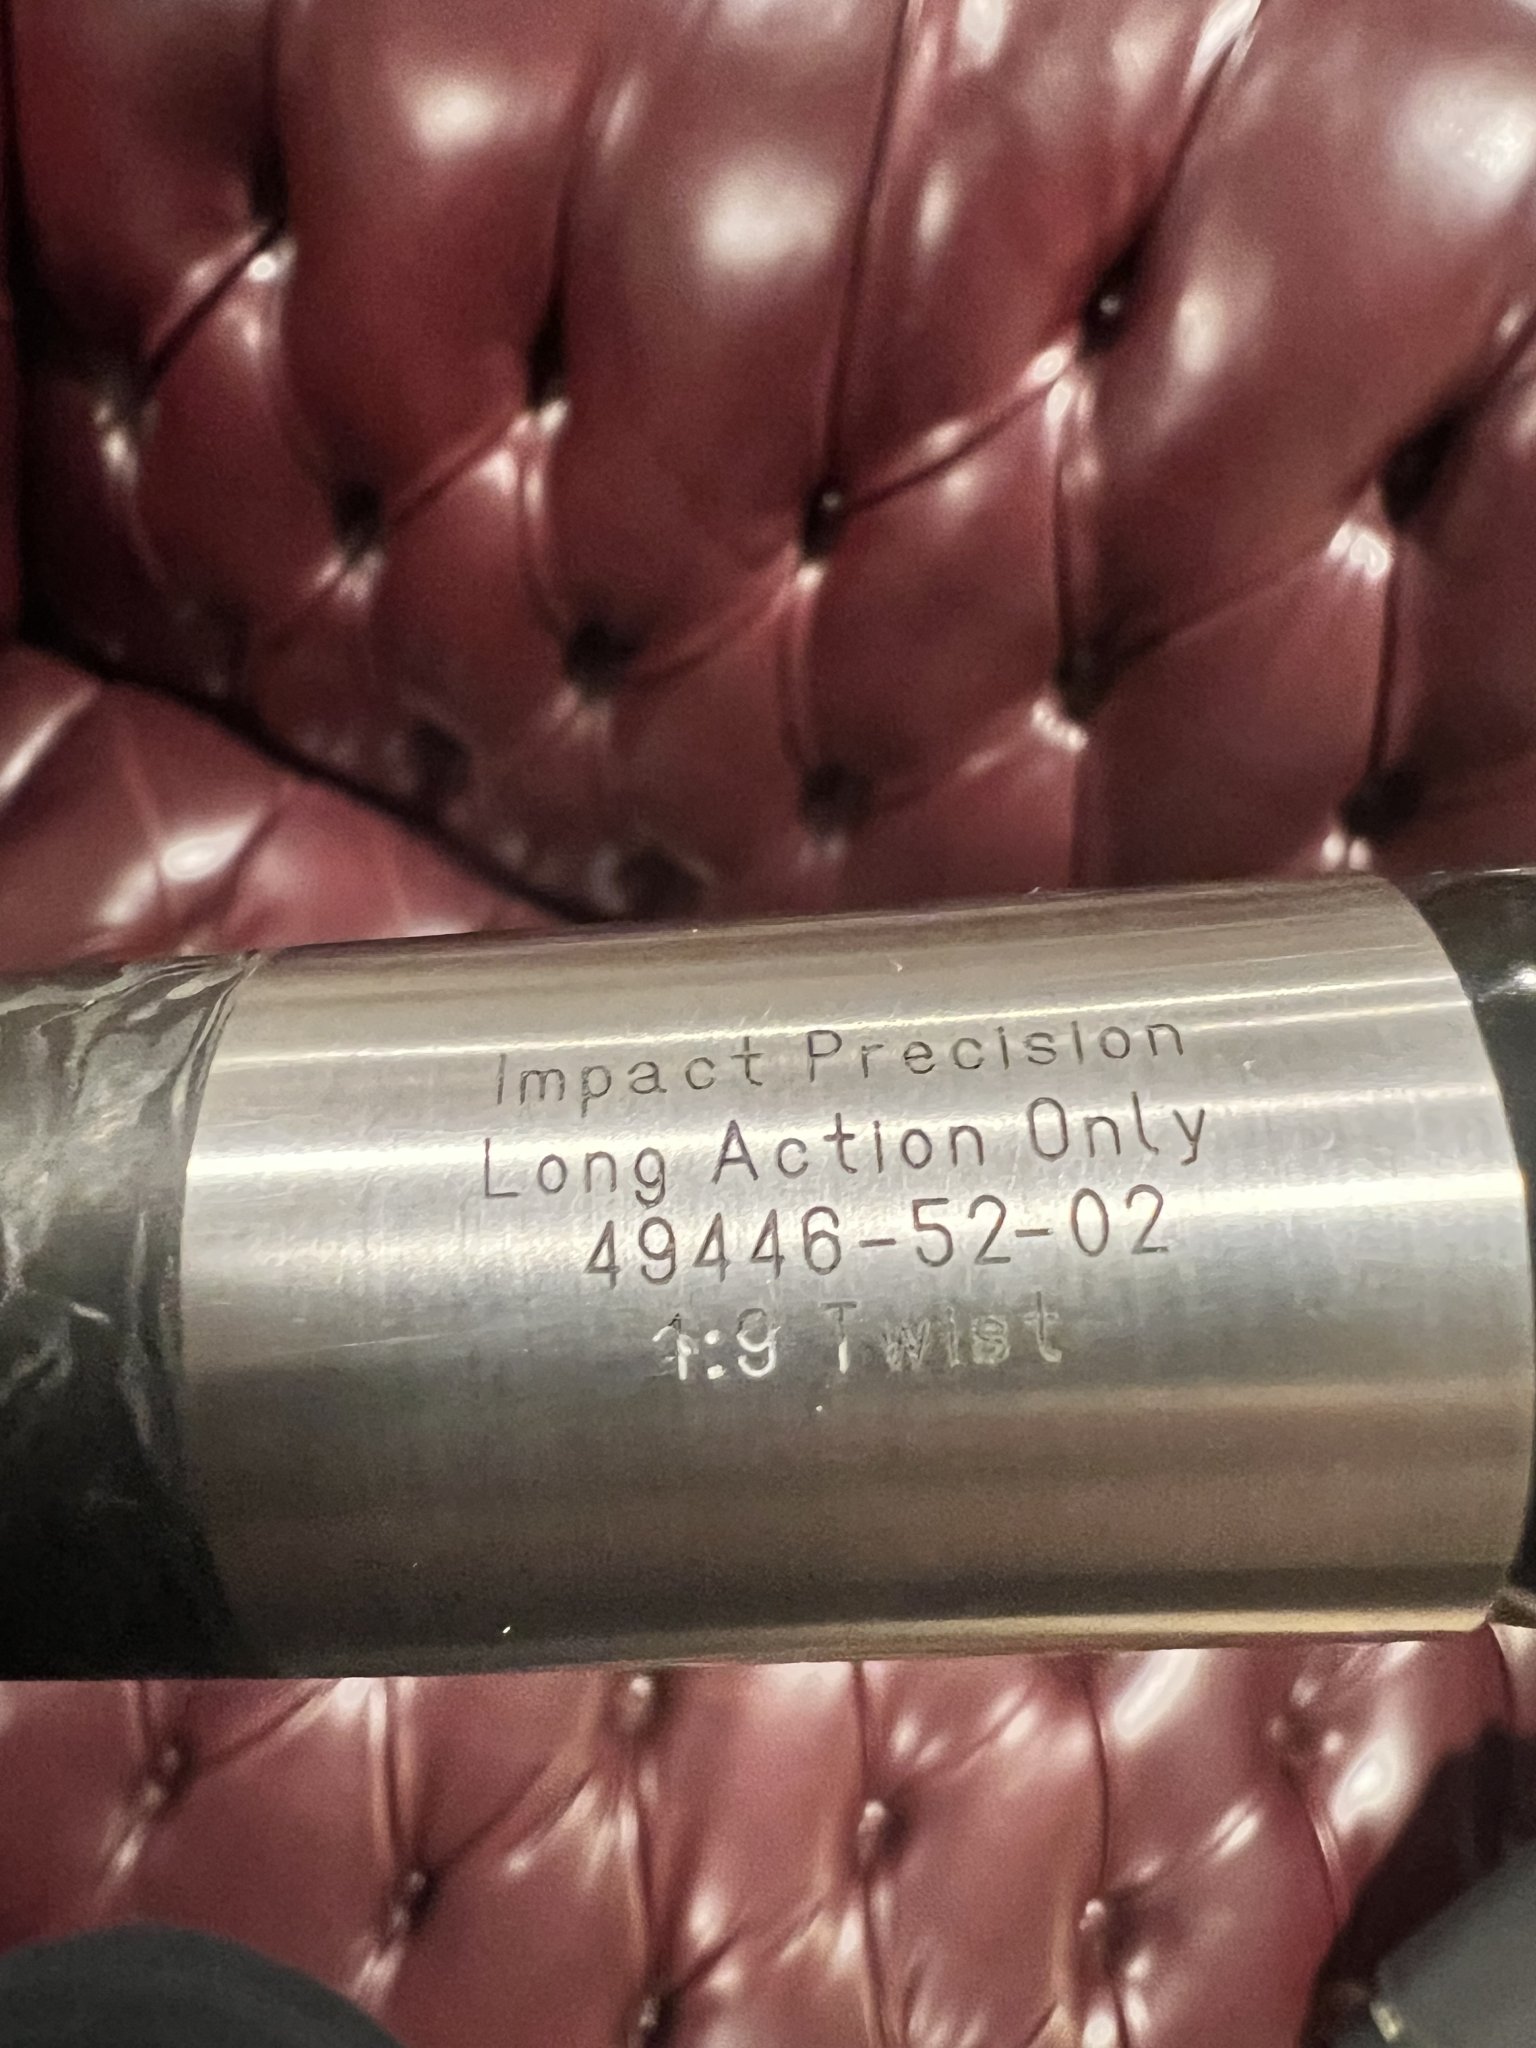 Impact Precision
Long Action Only
49446-52-02
1:9 Twist